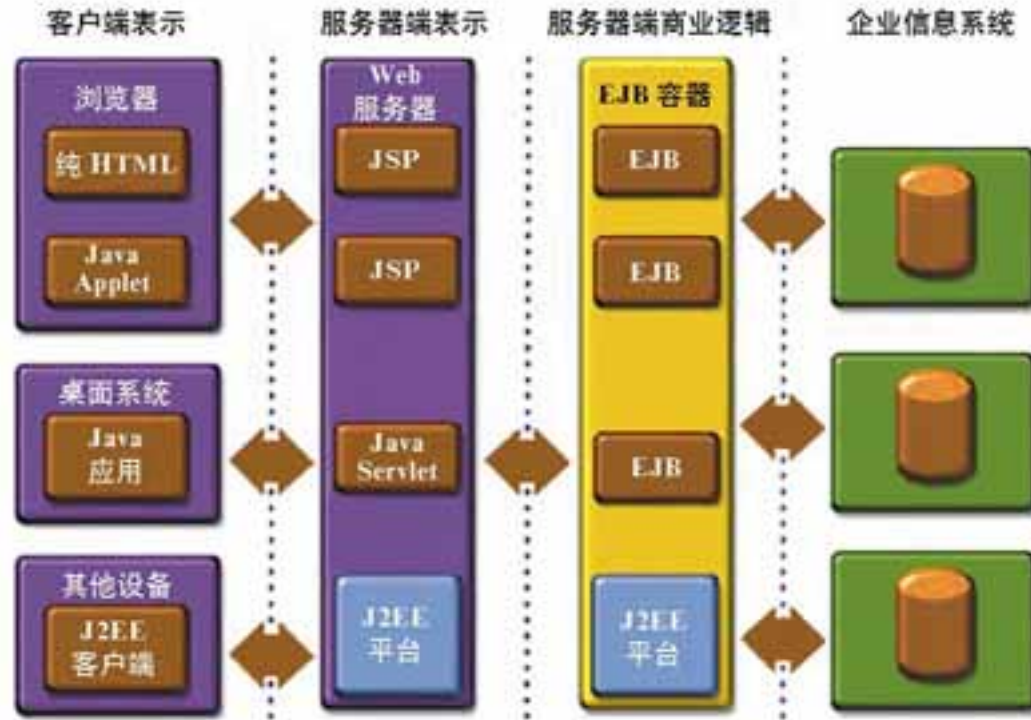 客户端表示
服务器端表示
服务器端商业逻辑
企业信息系统
浏览器
纯 HTML
Java
Applet
桌面系统
Java
应用
其他设备
J2EE
客户端
Web
服务器
JSP
JSP
Java
Servlet
J2EE
平台
EJB 容器
EJB
EJB
EJB
J2EE
平台